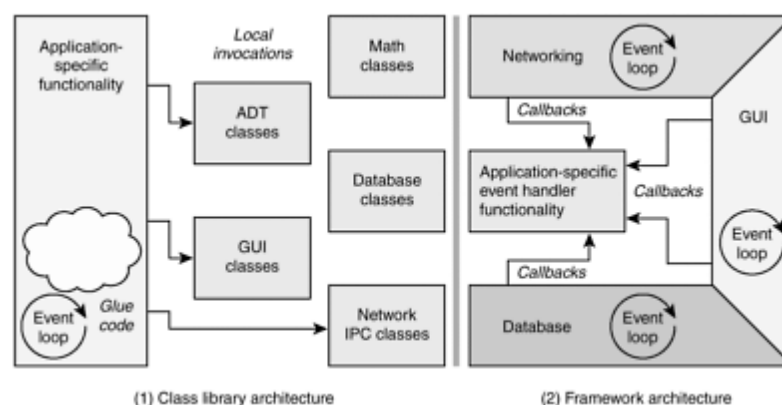 Application-
specific
functionality
Local
invocations
Math
classes
ADT
classes
Database
classes
GUI
classes
Glue
code
Event
loop
Network
IPC classes
(1) Class library architecture
Networking
Event
loop
GUI
Callbacks
Application-specific
event handler
functionality
Callbacks
Event
loop
Callbacks
Database
Event
loop
(2) Framework architecture